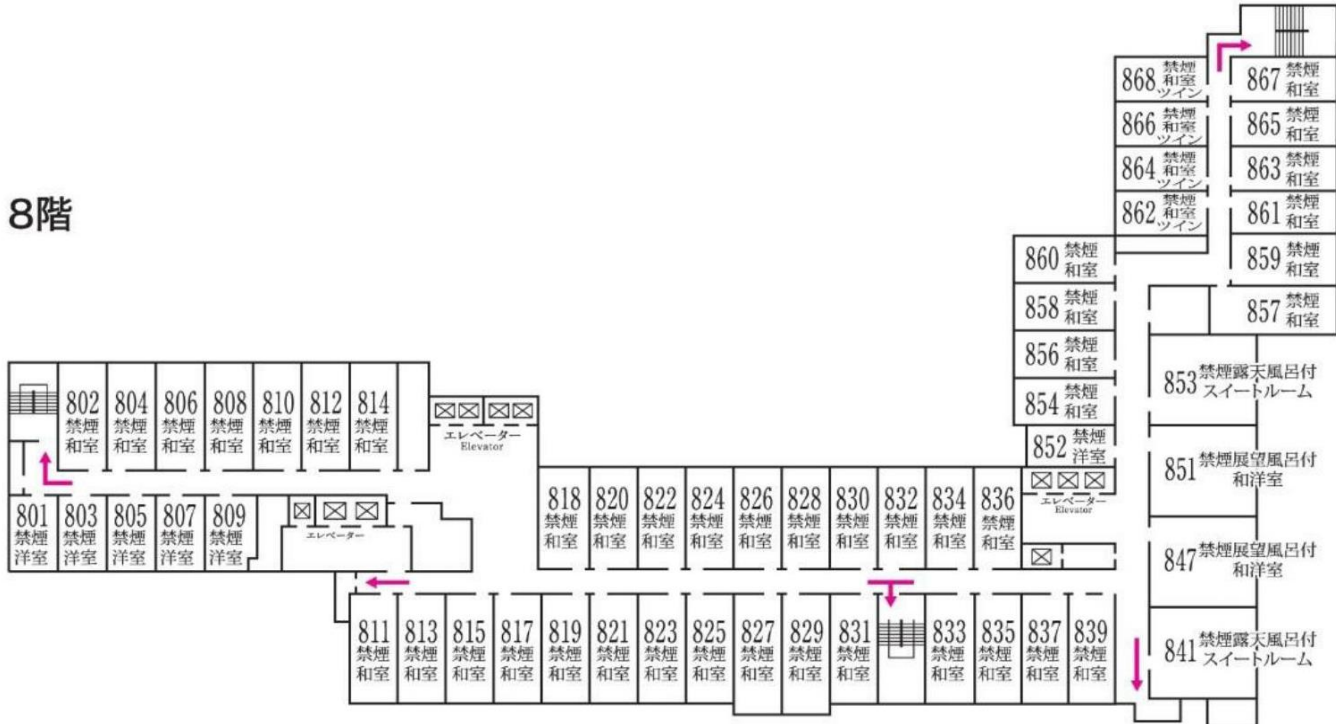 8階
868 禁煙
和室
ツイン
867 禁煙
和室
866 禁煙
和室
ツイン
865 禁煙
和室
864 禁煙
和室
ツイン
863 禁煙
和室
862 禁煙
和室
ツイン
861 禁煙
和室
860 禁煙
和室
859 禁煙
和室
858 禁煙
和室
857 禁煙
和室
856 禁煙
和室
853 禁煙露天風呂付
スイートルーム
854 禁煙
和室
852 禁煙
洋室
851 禁煙展望風呂付
和洋室
エレベーター
Elevator
847 禁煙展望風呂付
和洋室
841 禁煙露天風呂付
スイートルーム
802
禁煙
和室
804
禁煙
和室
806
禁煙
和室
808
禁煙
和室
810
禁煙
和室
812
禁煙
和室
814
禁煙
和室
エレベーター
Elevator
801
禁煙
洋室
803
禁煙
洋室
805
禁煙
洋室
807
禁煙
洋室
809
禁煙
洋室
エレベーター
818
禁煙
和室
820
禁煙
和室
822
禁煙
和室
824
禁煙
和室
826
禁煙
和室
828
禁煙
和室
830
禁煙
和室
832
禁煙
和室
834
禁煙
和室
836
禁煙
和室
811
禁煙
和室
813
禁煙
和室
815
禁煙
和室
817
禁煙
和室
819
禁煙
和室
821
禁煙
和室
823
禁煙
和室
825
禁煙
和室
827
禁煙
和室
829
禁煙
和室
831
禁煙
和室
833
禁煙
和室
835
禁煙
和室
837
禁煙
和室
839
禁煙
和室